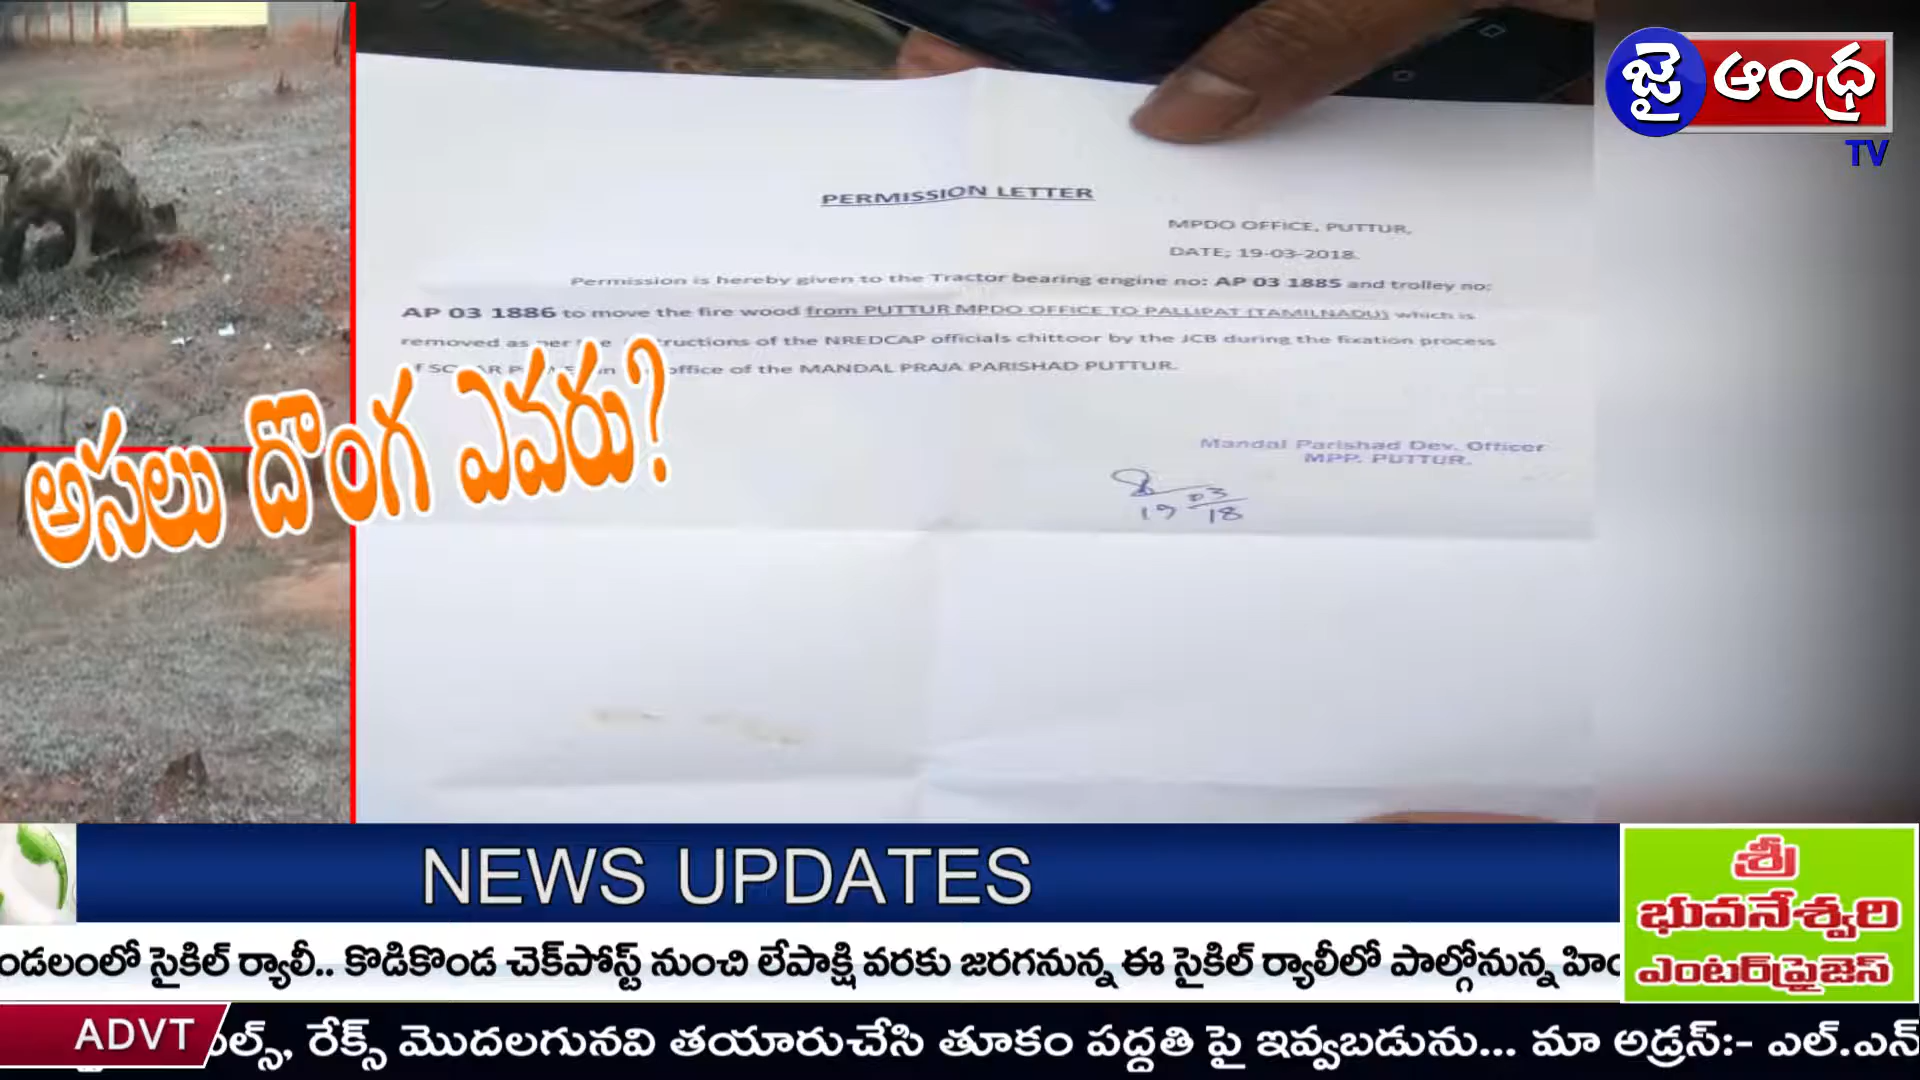 జై ఆంధ్ర
TV
PERMISSION LETTER
MPDO OFFICE, PUTTUR,
DATE; 19-03-2018.
Permission is hereby given to the Tractor bearing engine no: AP 03 1885 and trolley no:
AP 03 1886 to move the fire wood from PUTTUR MPDO OFFICE TO PALLIPAT (TAMILNADU) which is
removed as per the tructions of the NREDCAP officials chittoor by the JCB during the fixation process
office of the MANDAL PRAJA PARISHAD PUTTUR.
Mandal Parishad Dev. Officer
MPP. PUTTUR.
19 03 18
అసలు దొంగ ఎవరు?
NEWS UPDATES
శ్రీ
భువనేశ్వరి
ఎంటర్‌ప్రైజెస్
ండలంలో సైకిల్ ర్యాలీ.. కొడికొండ చెక్‌పోస్ట్ నుంచి లేపాక్షి వరకు జరగనున్న ఈ సైకిల్ ర్యాలీలో పాల్గోనున్న హిం
ADVT పల్స్, రేక్స్ మొదలగునవి తయారుచేసి తూకం పద్దతి పై ఇవ్వబడును... మా అడ్రస్:- ఎల్.ఎన్